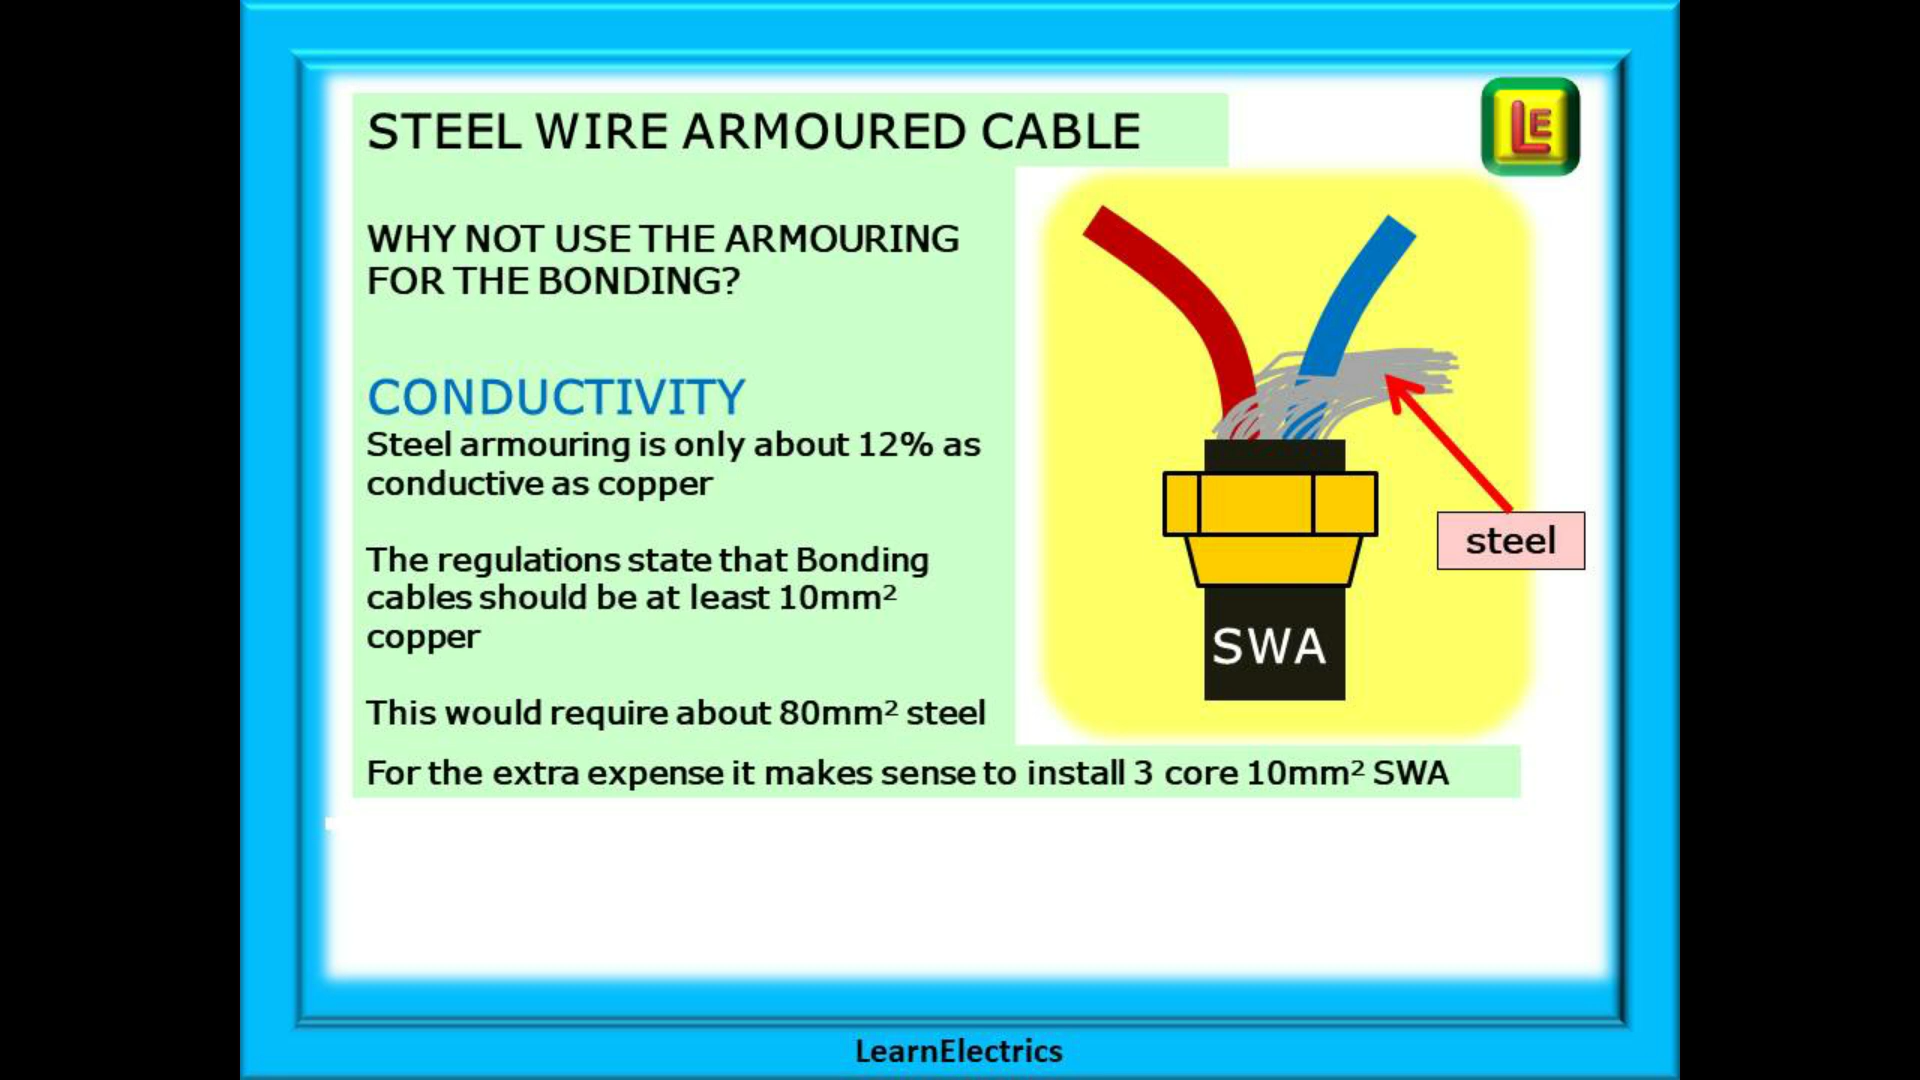 STEEL WIRE ARMOURED CABLE
LE
WHY NOT USE THE ARMOURING
FOR THE BONDING?
CONDUCTIVITY
Steel armouring is only about 12% as
conductive as copper
The regulations state that Bonding
cables should be at least 10mm²
copper
This would require about 80mm² steel
For the extra expense it makes sense to install 3 core 10mm² SWA
steel
SWA
LearnElectrics